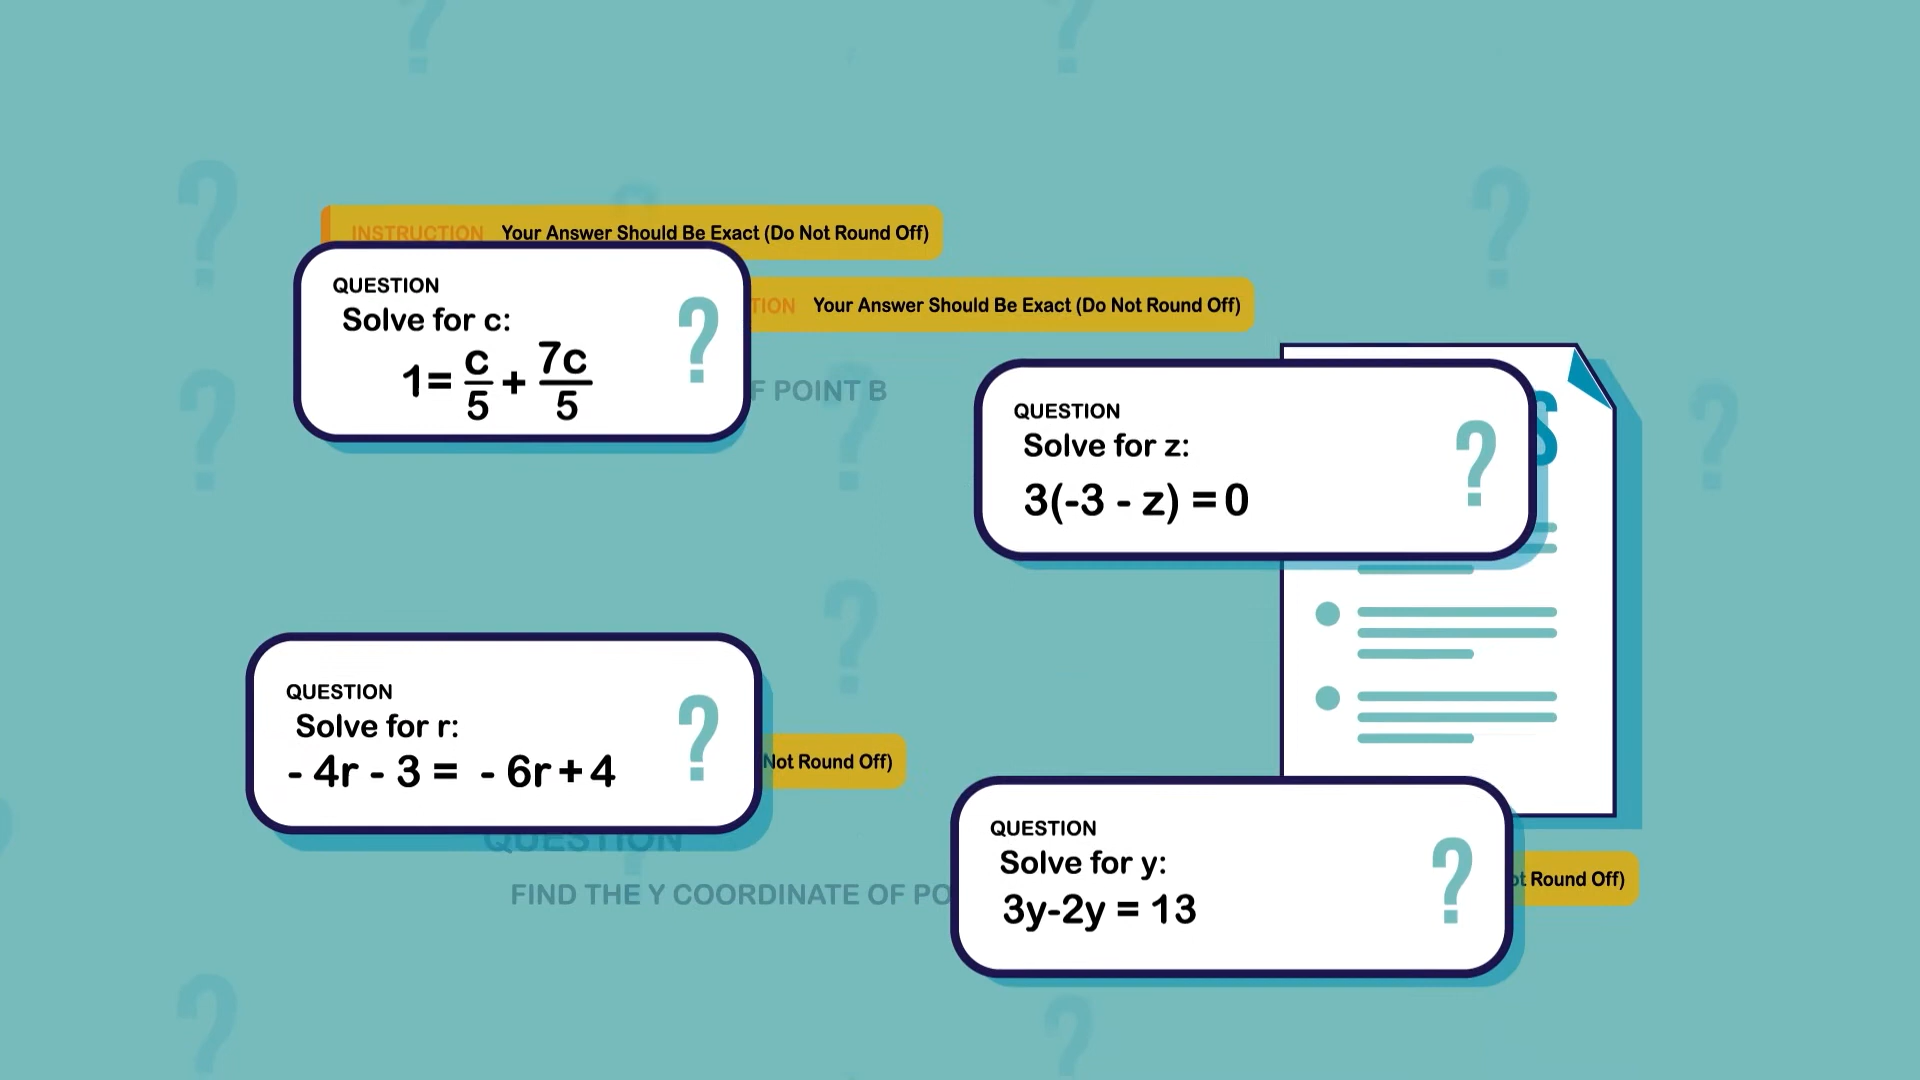 INSTRUCTION Your Answer Should Be Exact (Do Not Round Off)
QUESTION
Solve for c:
1= c/5 + 7c/5
Your Answer Should Be Exact (Do Not Round Off)
F POINT B
QUESTION
Solve for z:
3(-3 - z) = 0
QUESTION
Solve for r:
- 4r - 3 = - 6r + 4
Not Round Off)
QUESTION
FIND THE Y COORDINATE OF PO
QUESTION
Solve for y:
3y-2y = 13
Round Off)